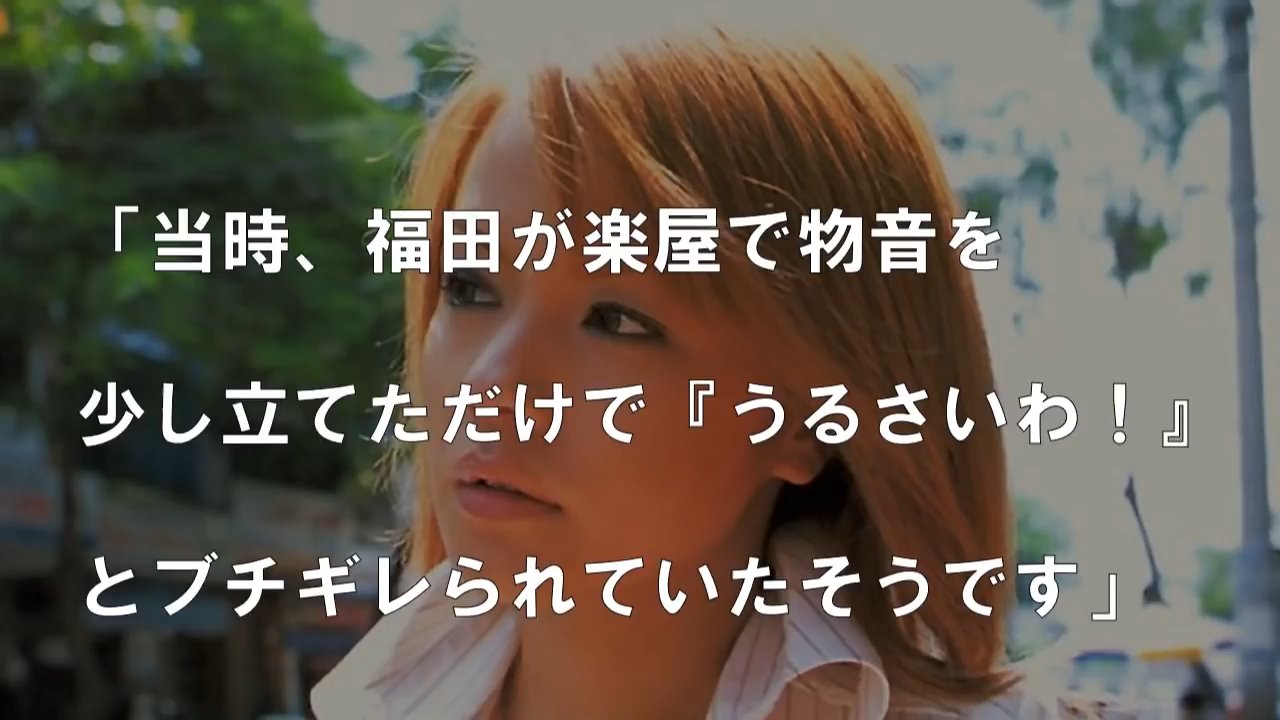 「当時、福田が楽屋で物音を
少し立てただけで『うるさいわ！』
とブチギレられていたそうです」